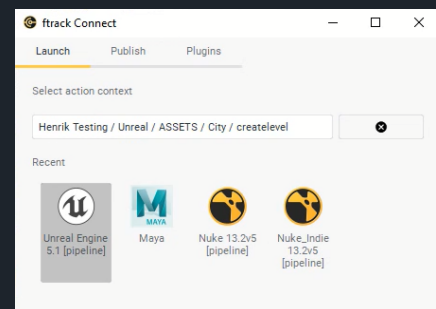 ftrack Connect
Launch Publish Plugins
Select action context
Henrik Testing / Unreal / ASSETS / City / createlevel
Recent
Unreal Engine 5.1 [pipeline]
MAYA
Maya
Nuke 13.2v5 [pipeline]
Nuke_Indie 13.2v5 [pipeline]